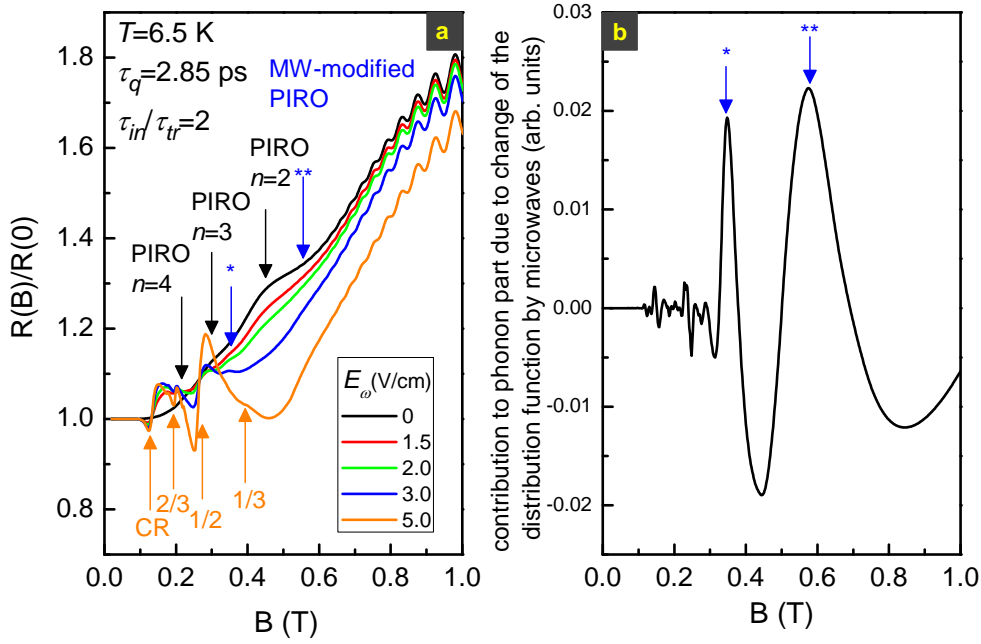 a
T=6.5 K
τq=2.85 ps
τin/τtr=2
MW-modified
PIRO
PIRO
n=2
**
PIRO
n=3
*
PIRO
n=4
R(B)/R(0)
1.8
1.6
1.4
1.2
1.0
0.8
CR
2/3
1/2
1/3
Eω(V/cm)
0
1.5
2.0
3.0
5.0
0.0 0.2 0.4 0.6 0.8 1.0
B (T)
b
contribution to phonon part due to change of the
distribution function by microwaves (arb. units)
0.03
0.02
0.01
0.00
-0.01
-0.02
*
**
0.0 0.2 0.4 0.6 0.8 1.0
B (T)